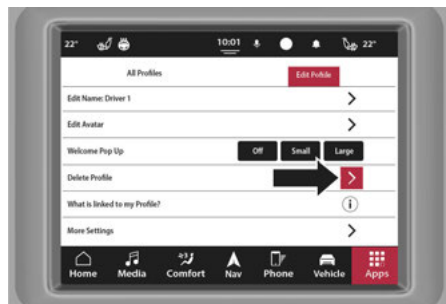 22° 10:01 22°
All Profiles Edit Profile
Edit Name: Driver 1
Edit Avatar
Welcome Pop Up Off Small Large
Delete Profile
What is linked to my Profile?
More Settings
Home Media Comfort Nav Phone Vehicle Apps